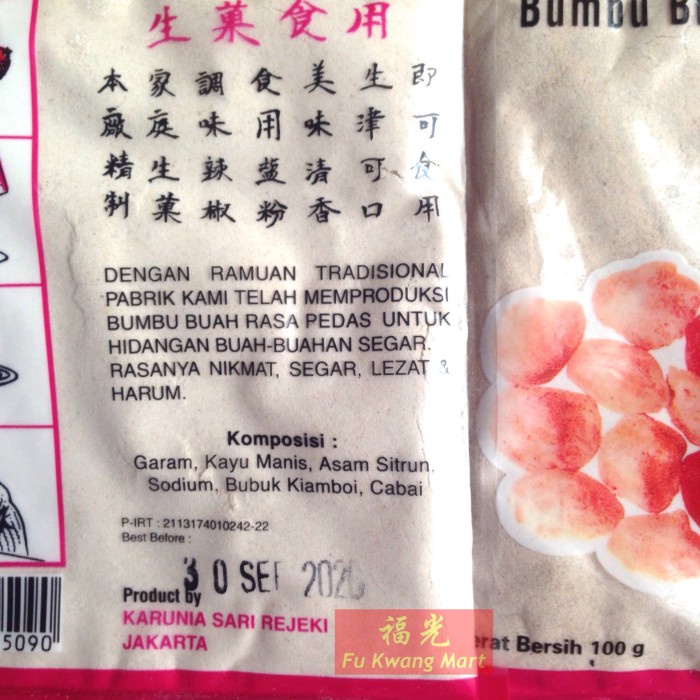 生菓食用
本廠精制
家庭生菓
調味辣椒
食用鹽粉
美味清香
生津可口
即可食用
DENGAN RAMUAN TRADISIONAL
PABRIK KAMI TELAH MEMPRODUKSI
BUMBU BUAH RASA PEDAS UNTUK
HIDANGAN BUAH-BUAHAN SEGAR.
RASANYA NIKMAT, SEGAR, LEZAT &
HARUM.
Komposisi :
Garam, Kayu Manis, Asam Sitrun,
Sodium, Bubuk Kiamboi, Cabai
P-IRT : 2113174010242-22
Best Before :
30 SEP
Product by
KARUNIA SARI REJEKI
JAKARTA
5090
Bumbu
erat Bersih 100 g
福光
Fu Kwang Mart